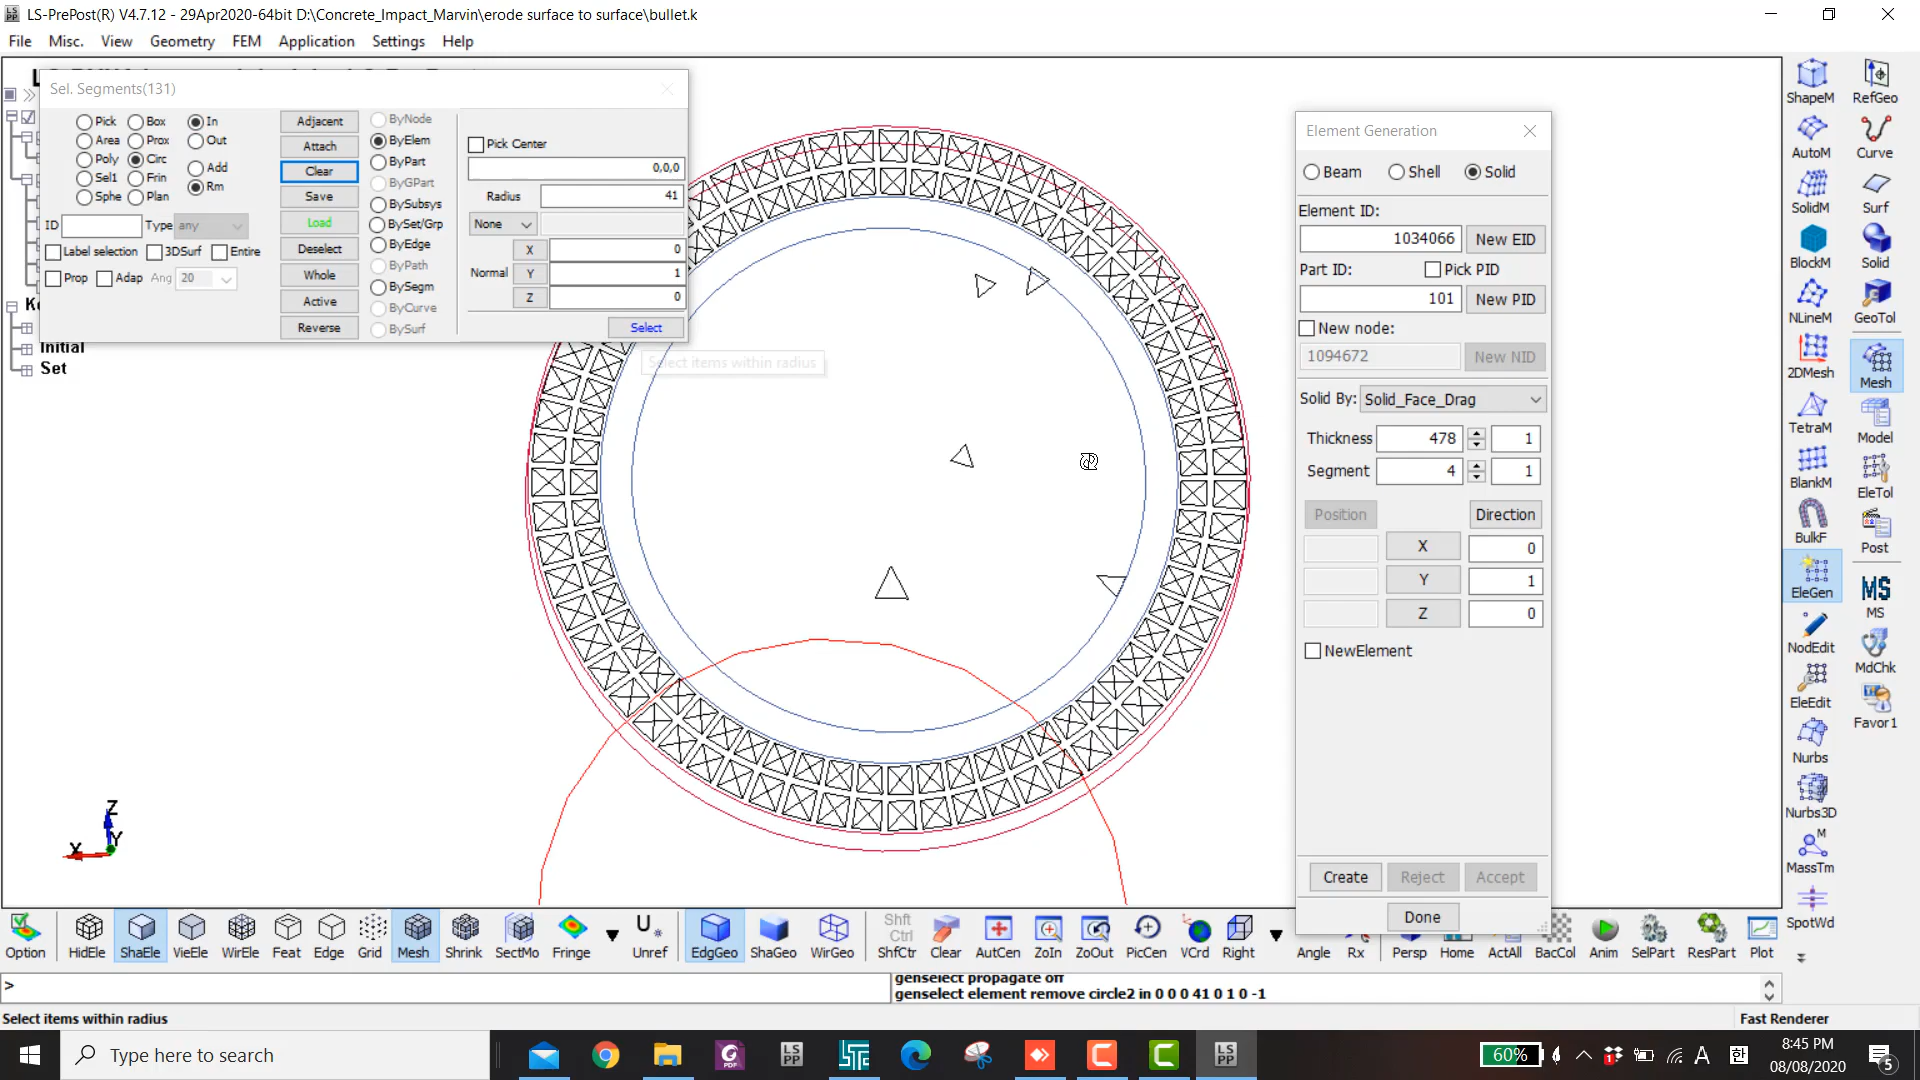 LS-PrePost(R) V4.7.12 - 29Apr2020-64bit D:\Concrete_Impact_Marvin\erode surface to surface\bullet.k
File Misc. View Geometry FEM Application Settings Help
Sel. Segments(131)
Pick Box In
Area Prox Out
Poly Circ
Sel1 Frin Add
Sphe Plan Rm
ID Type any
Label selection 3DSurf Entire
Prop Adap Ang 20
Adjacent
Attach
Clear
Save
Load
Deselect
Whole
Active
Reverse
ByNode
ByElem
ByPart
ByGPart
BySubsys
BySet/Grp
ByEdge
ByPath
BySegm
ByCurve
BySurf
Pick Center
0,0,0
Radius 41
None
X 0
Normal Y 1
Z 0
Select
Select items within radius
Initial
Set
Element Generation
Beam Shell Solid
Element ID:
1034066 New EID
Part ID: Pick PID
101 New PID
New node:
1094672 New NID
Solid By: Solid_Face_Drag
Thickness 478 1
Segment 4 1
Position Direction
X 0
Y 1
Z 0
NewElement
Create Reject Accept
Done
ShapeM RefGeo
AutoM Curve
SolidM Surf
BlockM Solid
NLineM GeoTol
2DMesh Mesh
TetraM Model
BlankM EleTol
BulkF Post
EleGen MS
MS
NodEdit MdChk
EleEdit Favor1
Nurbs
Nurbs3D
M
MassTm
SpotWd
Z
Y
X
Shft
Ctrl
U
Option HidEle ShaEle VieEle WirEle Feat Edge Grid Mesh Shrink SectMo Fringe Unref EdgGeo ShaGeo WirGeo ShfCtr Clear AutCen ZoIn ZoOut PicCen VCrd Right Angle Rx Persp Home ActAll BacCol Anim SelPart ResPart Plot
>
genselect propagate off
genselect element remove circle2 in 0 0 0 41 0 1 0 -1
Select items within radius
Fast Renderer
Type here to search
60%
A
한
8:45 PM
08/08/2020
5